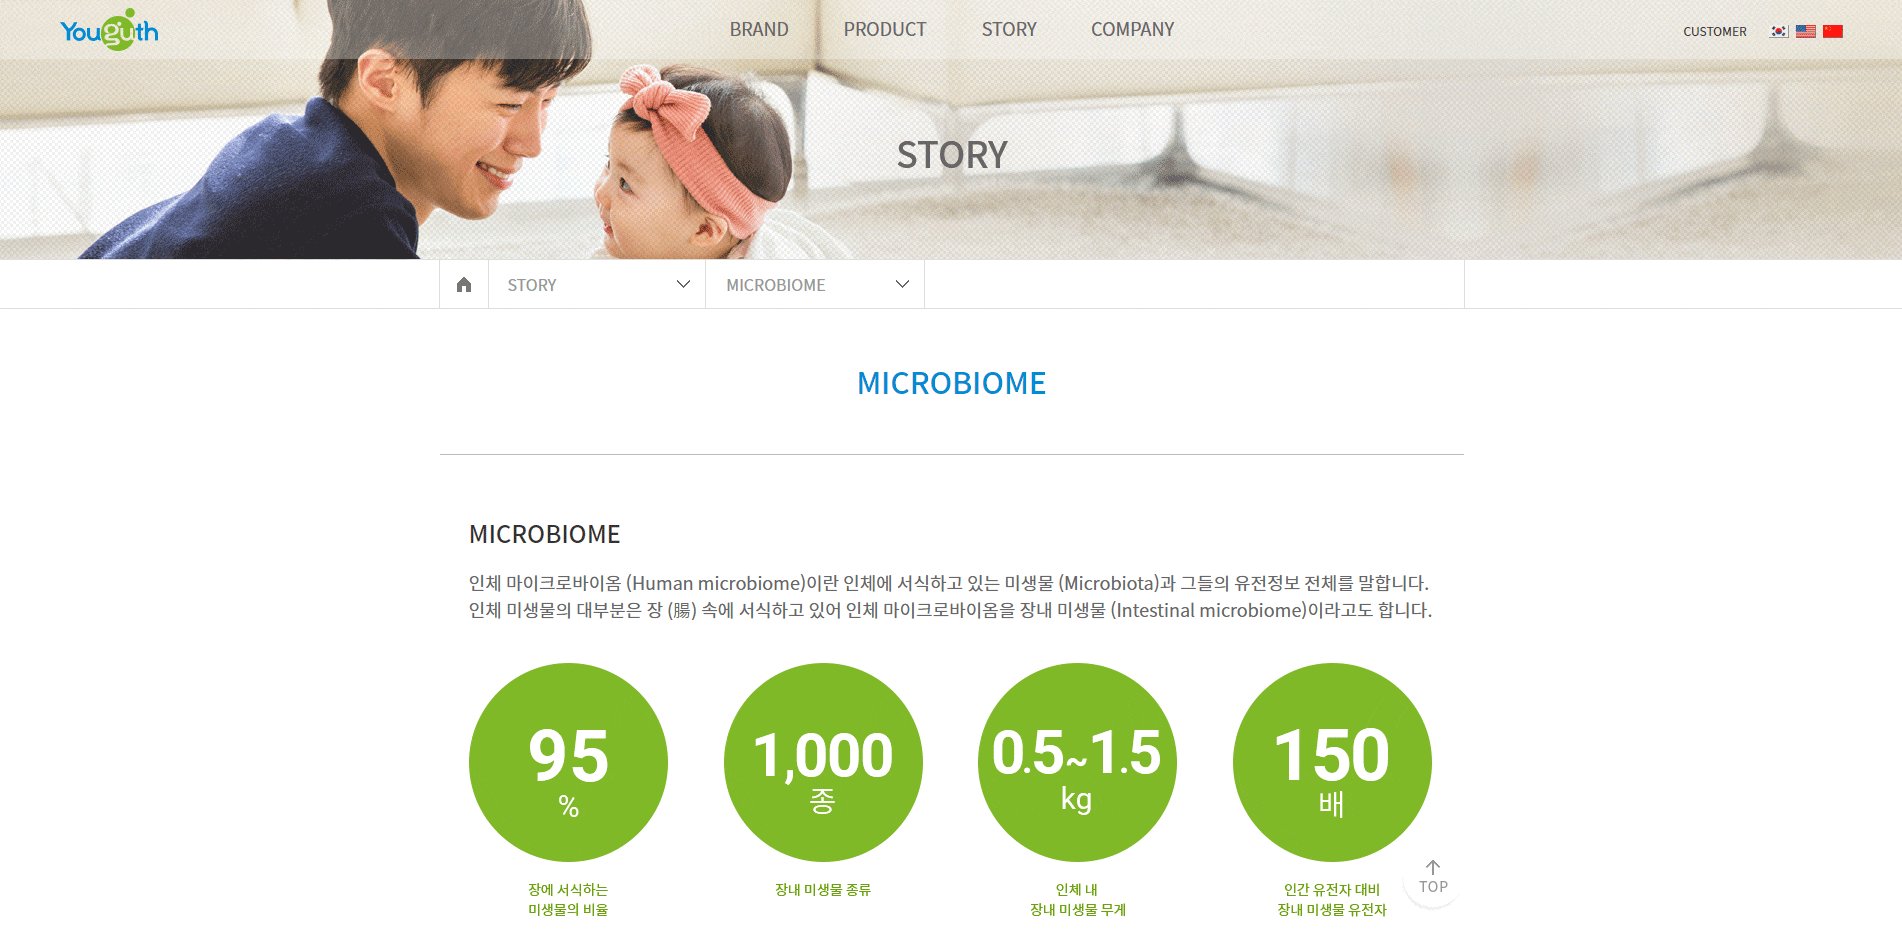 Youguth
BRAND
PRODUCT
STORY
COMPANY
CUSTOMER
STORY
STORY
MICROBIOME
MICROBIOME
MICROBIOME
인체 마이크로바이옴 (Human microbiome)이란 인체에 서식하고 있는 미생물 (Microbiota)과 그들의 유전정보 전체를 말합니다.
인체 미생물의 대부분은 장 (腸) 속에 서식하고 있어 인체 마이크로바이옴을 장내 미생물 (Intestinal microbiome)이라고도 합니다.
95
%
장에 서식하는
미생물의 비율
1,000
종
장내 미생물 종류
0.5~1.5
kg
인체 내
장내 미생물 무게
150
배
인간 유전자 대비
장내 미생물 유전자
TOP